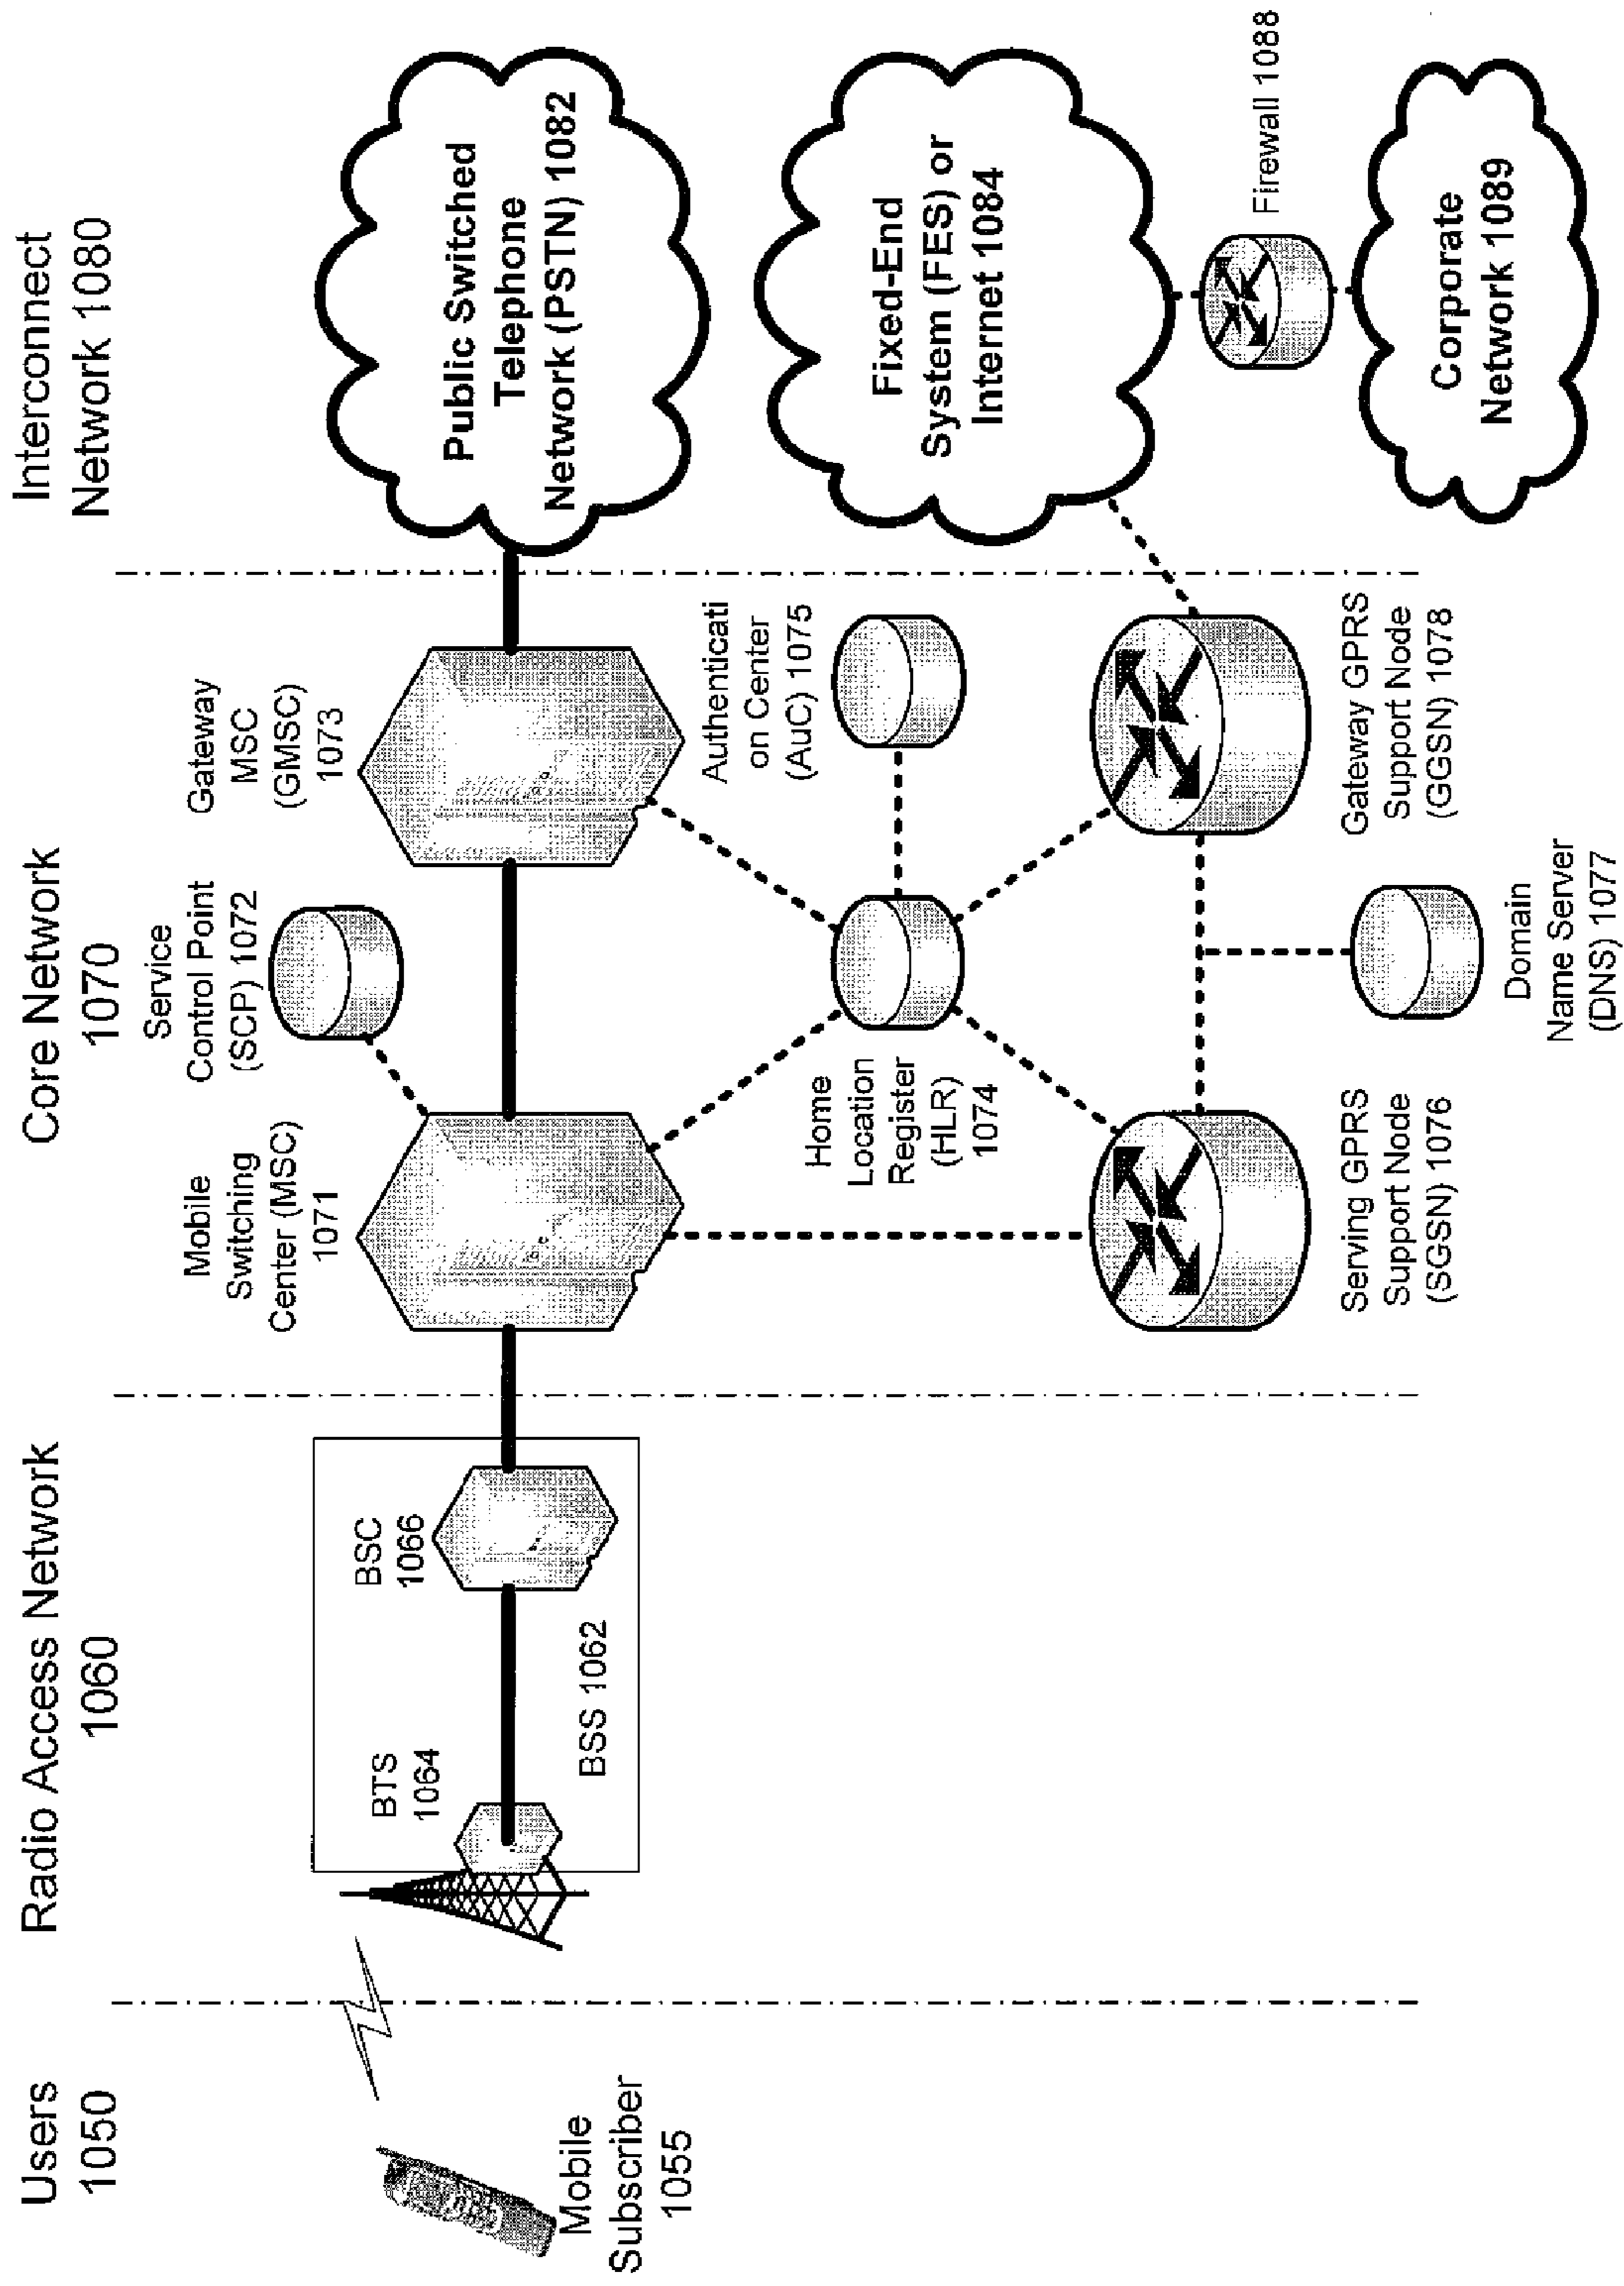 Users
1050
Radio Access Network
1060
Core Network
1070
Interconnect
Network 1080
Mobile
Subscriber
1055
BTS
1064
BSC
1066
BSS 1062
Mobile
Switching
Center (MSC)
1071
Service
Control Point
(SCP) 1072
Gateway
MSC
(GMSC)
1073
Public Switched
Telephone
Network (PSTN) 1082
Home
Location
Register
(HLR)
1074
Authenticati
on Center
(AuC) 1075
Fixed-End
System (FES) or
Internet 1084
Firewall 1088
Serving GPRS
Support Node
(SGSN) 1076
Domain
Name Server
(DNS) 1077
Gateway GPRS
Support Node
(GGSN) 1078
Corporate
Network 1089